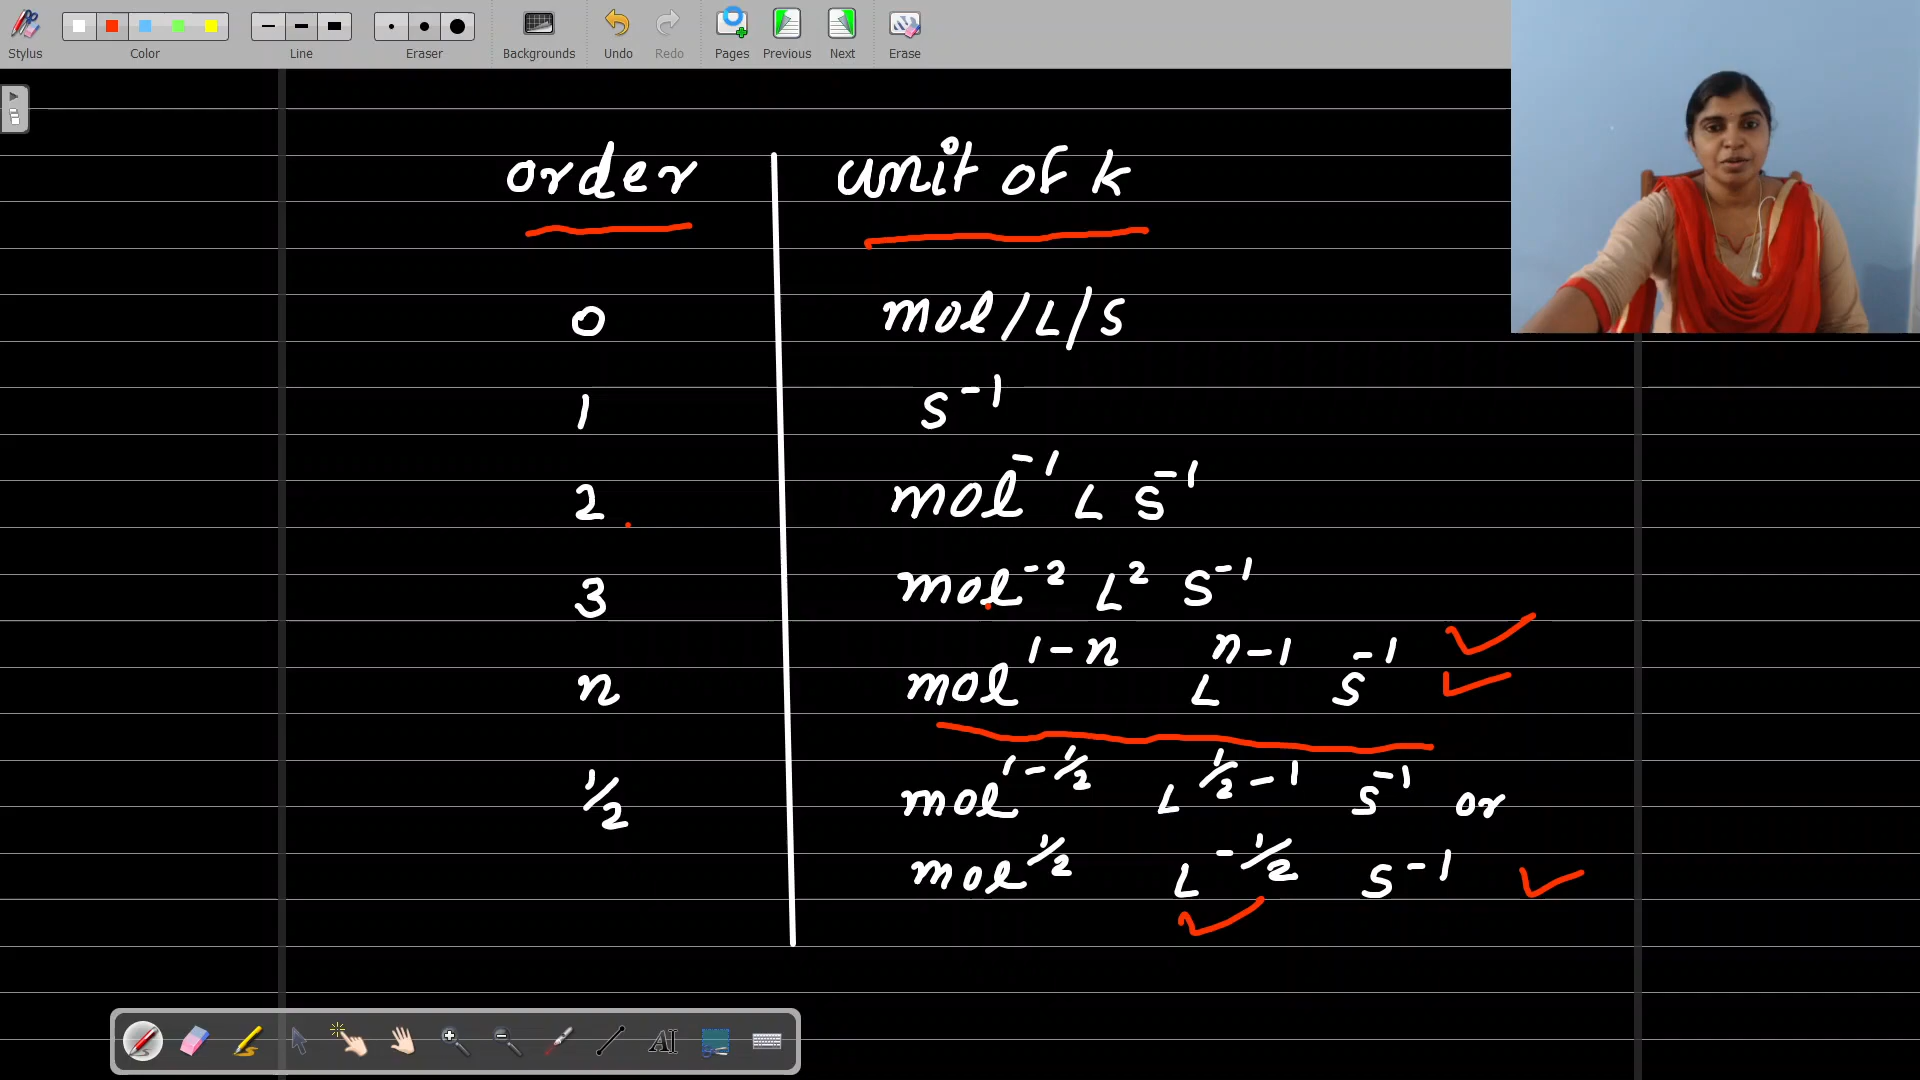 Stylus Color Line Eraser Backgrounds Undo Redo Pages Previous Next Erase
order unit of k
0 mol/L/s
1 s⁻¹
2 mol⁻¹ L s⁻¹
3 mol⁻² L² s⁻¹
n mol¹⁻ⁿ Lⁿ⁻¹ s⁻¹
1/2 mol^1-1/2 L^1/2-1 s⁻¹ or
mol^1/2 L^-1/2 s⁻¹
AI